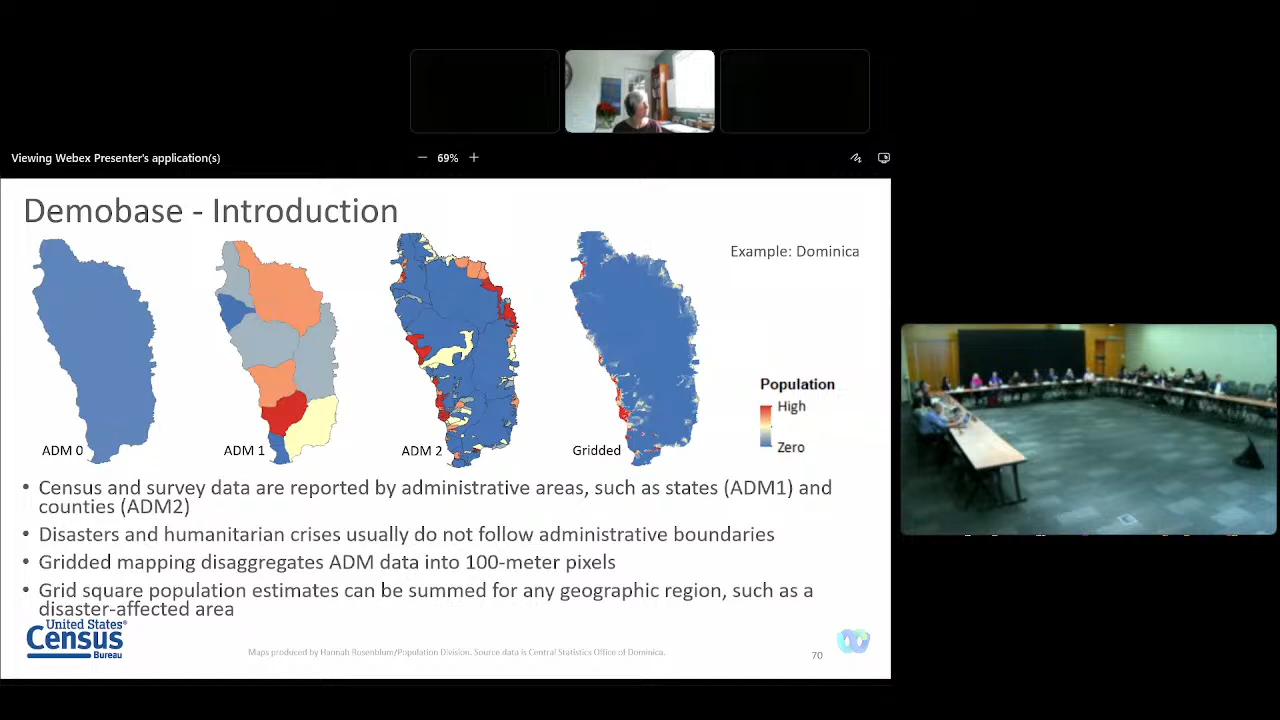 Viewing Webex Presenter's application(s)
69%
Demobase - Introduction
Example: Dominica
Population
High
Zero
ADM 0
ADM 1
ADM 2
Gridded
• Census and survey data are reported by administrative areas, such as states (ADM1) and
counties (ADM2)
• Disasters and humanitarian crises usually do not follow administrative boundaries
• Gridded mapping disaggregates ADM data into 100-meter pixels
• Grid square population estimates can be summed for any geographic region, such as a
disaster-affected area
United States®
Census
Bureau
Maps produced by Hannah Rosenblum/Population Division. Source data is Central Statistics Office of Dominica.
70